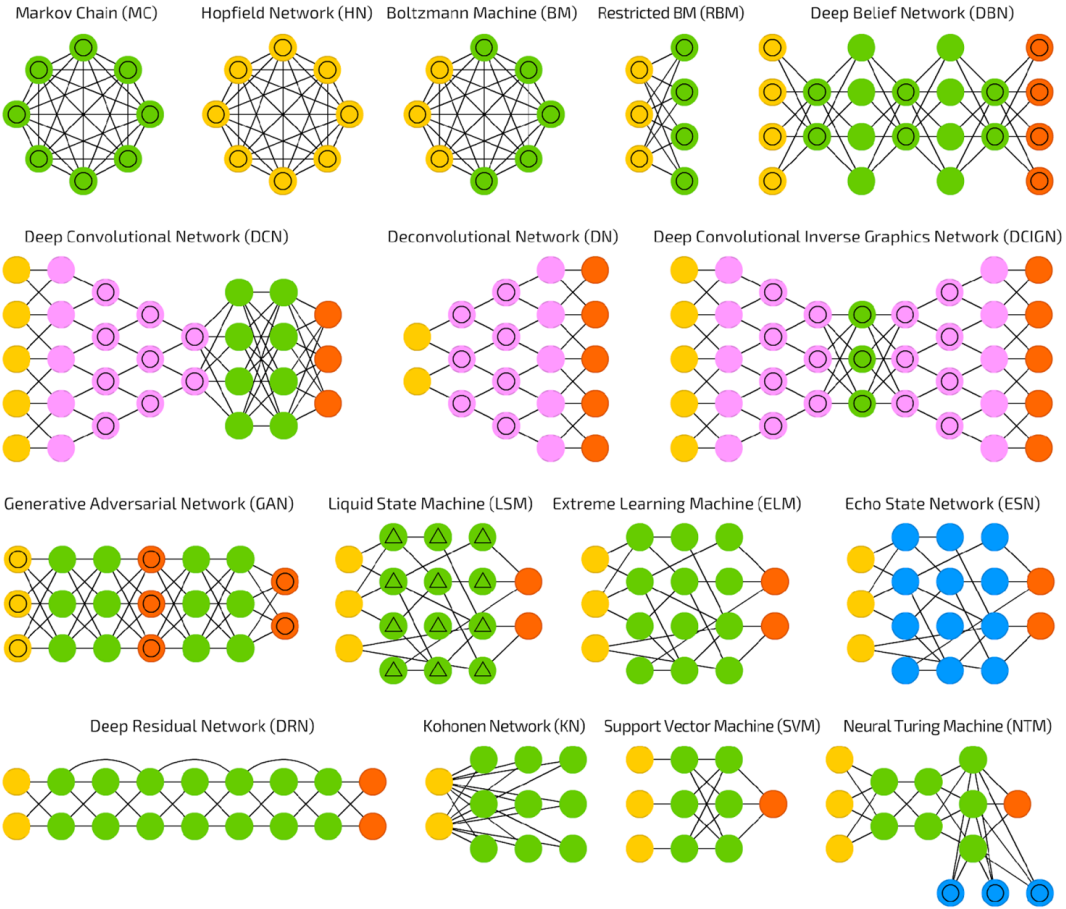 Markov Chain (MC)
Hopfield Network (HN)
Boltzmann Machine (BM)
Restricted BM (RBM)
Deep Belief Network (DBN)
Deep Convolutional Network (DCN)
Deconvolutional Network (DN)
Deep Convolutional Inverse Graphics Network (DCIGN)
Generative Adversarial Network (GAN)
Liquid State Machine (LSM)
Extreme Learning Machine (ELM)
Echo State Network (ESN)
Deep Residual Network (DRN)
Kohonen Network (KN)
Support Vector Machine (SVM)
Neural Turing Machine (NTM)